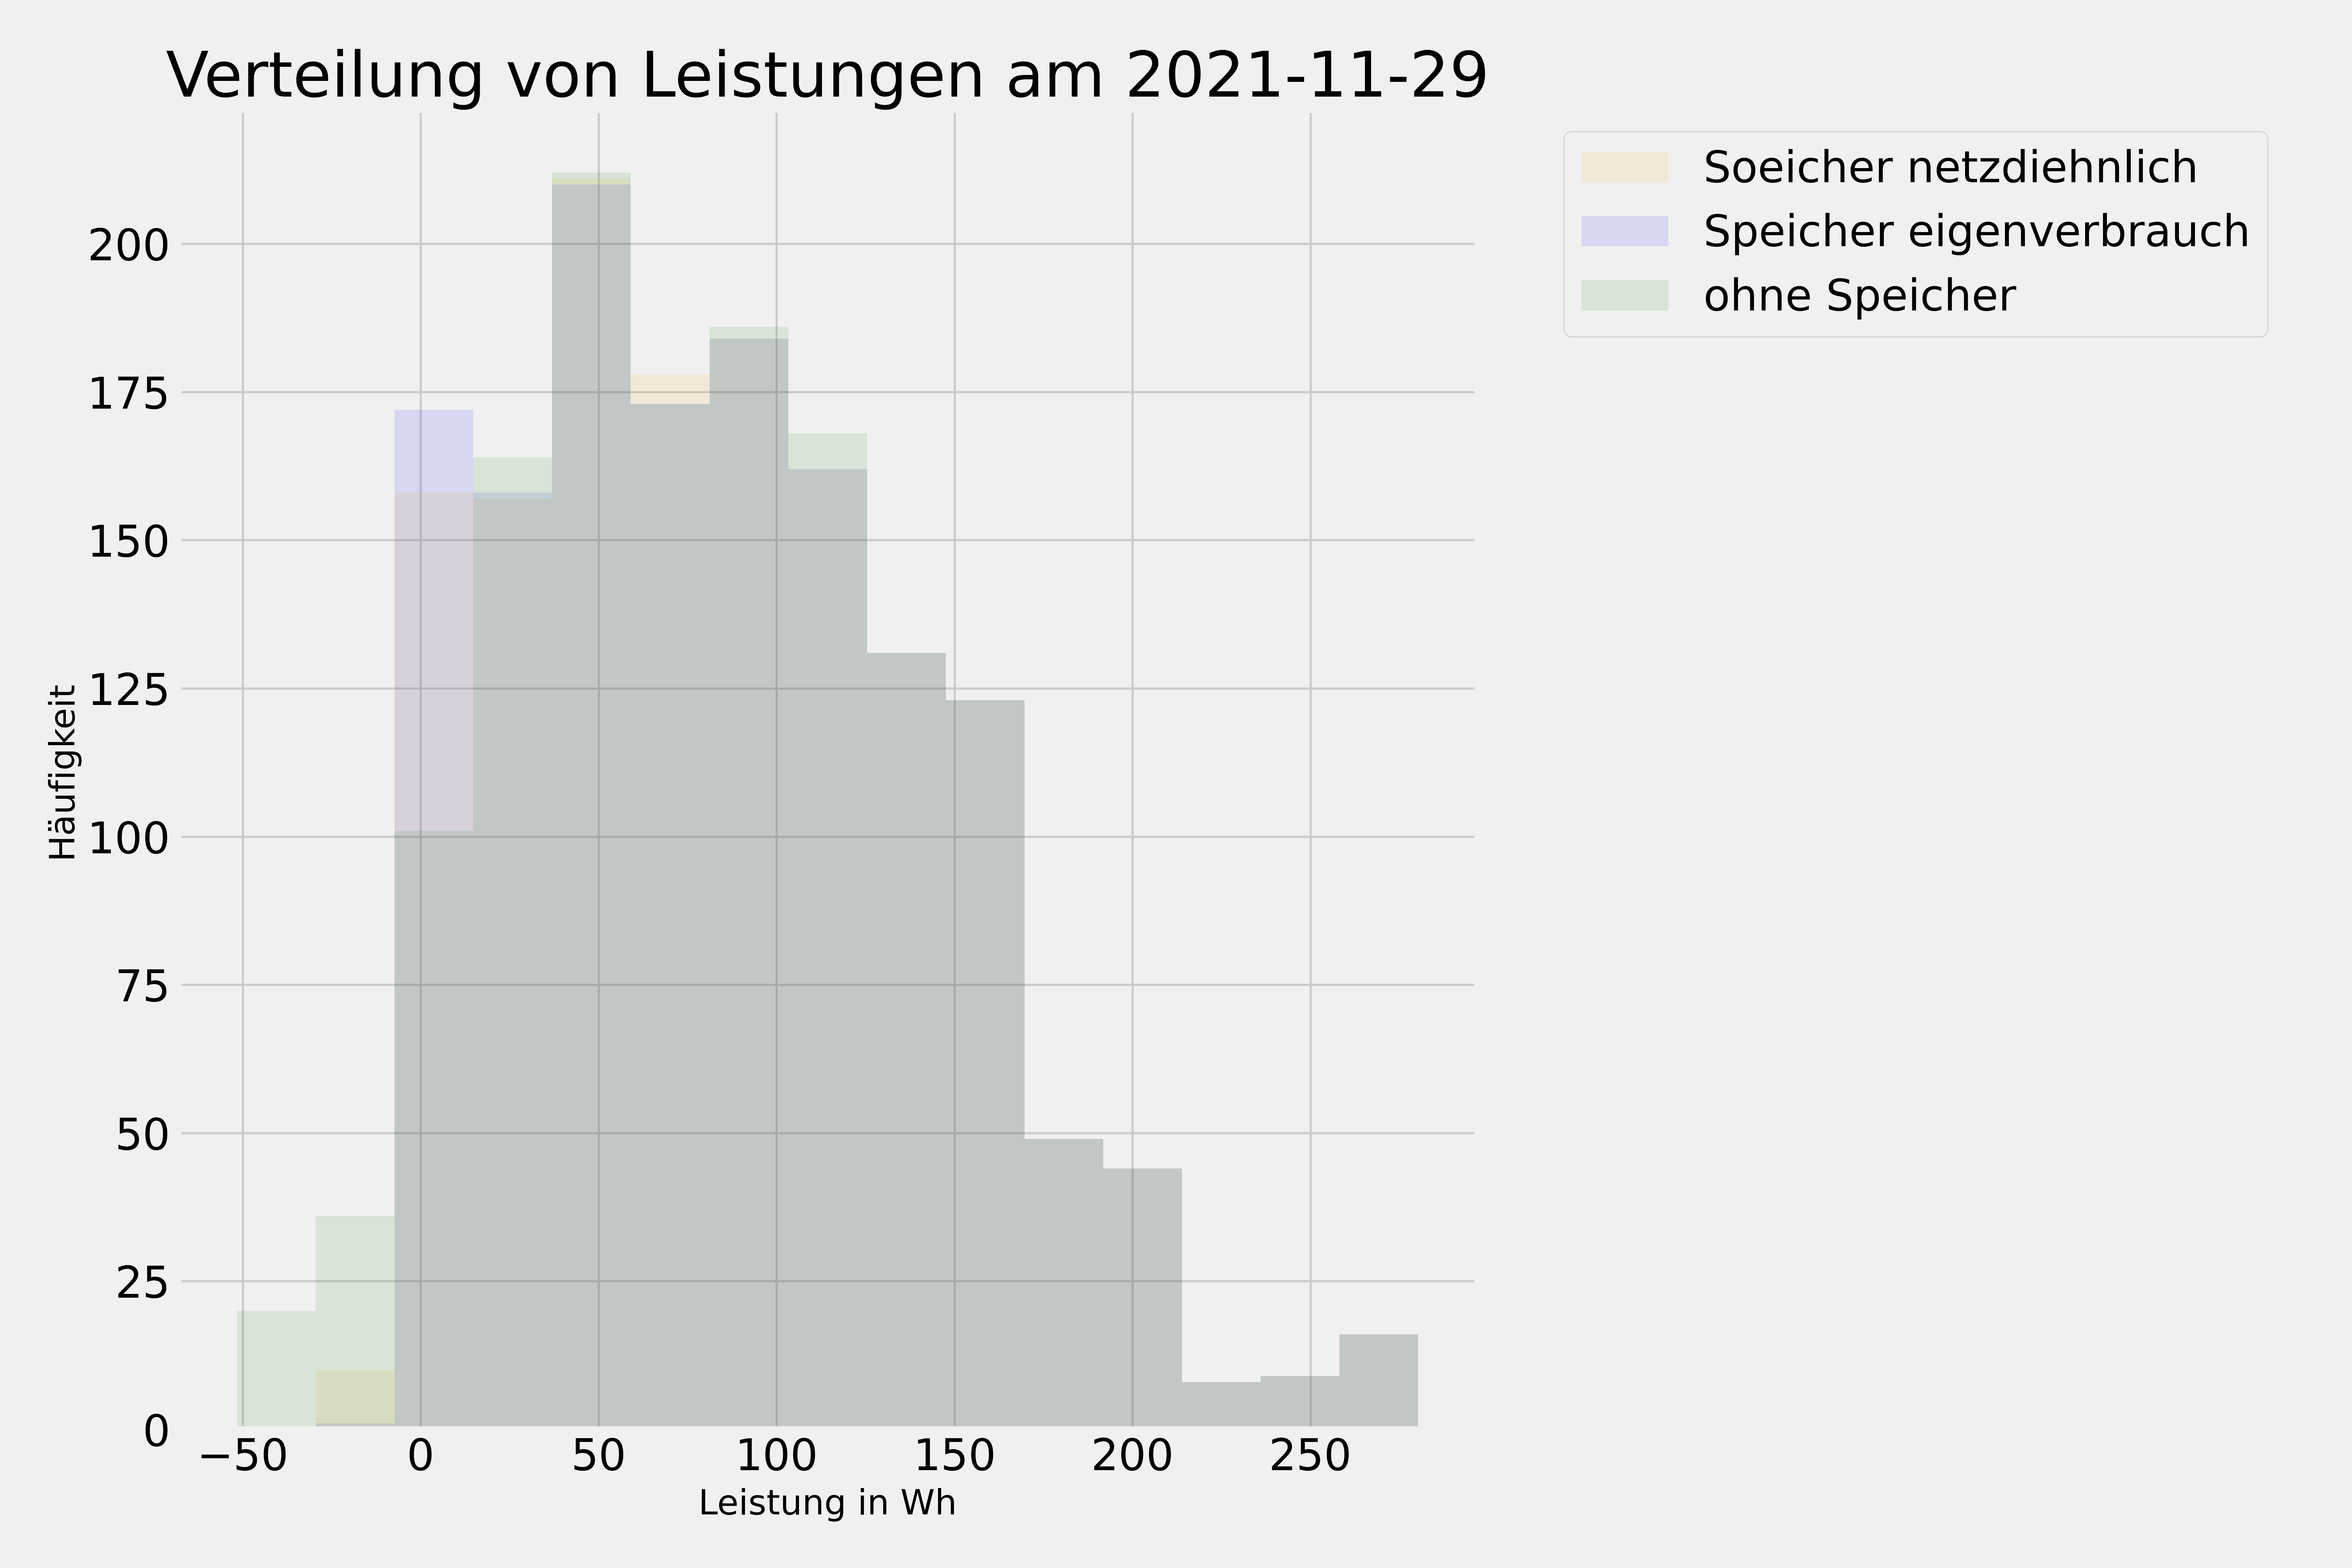 Verteilung von Leistungen am 2021-11-29
Soeicher netzdiehnlich
Speicher eigenverbrauch
ohne Speicher
Häufigkeit
200
175
150
125
100
75
50
25
0
−50 0 50 100 150 200 250
Leistung in Wh